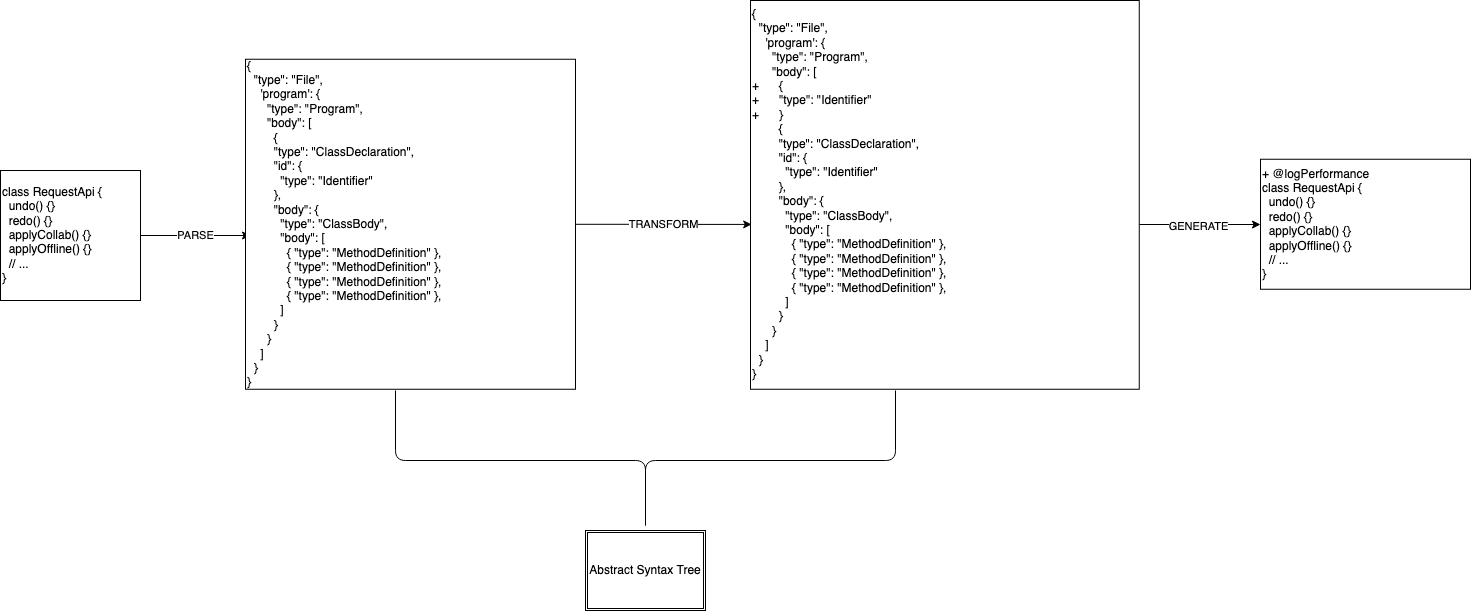 class RequestApi {
undo() {}
redo() {}
applyCollab() {}
applyOffline() {}
// ...
}
PARSE
{
"type": "File",
'program': {
"type": "Program",
"body": [
{
"type": "ClassDeclaration",
"id": {
"type": "Identifier"
},
"body": {
"type": "ClassBody",
"body": [
{ "type": "MethodDefinition" },
{ "type": "MethodDefinition" },
{ "type": "MethodDefinition" },
{ "type": "MethodDefinition" },
]
}
}
]
}
}
TRANSFORM
{
"type": "File",
'program': {
"type": "Program",
"body": [
+ {
+ "type": "Identifier"
+ }
{
"type": "ClassDeclaration",
"id": {
"type": "Identifier"
},
"body": {
"type": "ClassBody",
"body": [
{ "type": "MethodDefinition" },
{ "type": "MethodDefinition" },
{ "type": "MethodDefinition" },
{ "type": "MethodDefinition" },
]
}
}
]
}
}
GENERATE
+ @logPerformance
class RequestApi {
undo() {}
redo() {}
applyCollab() {}
applyOffline() {}
// ...
}
Abstract Syntax Tree